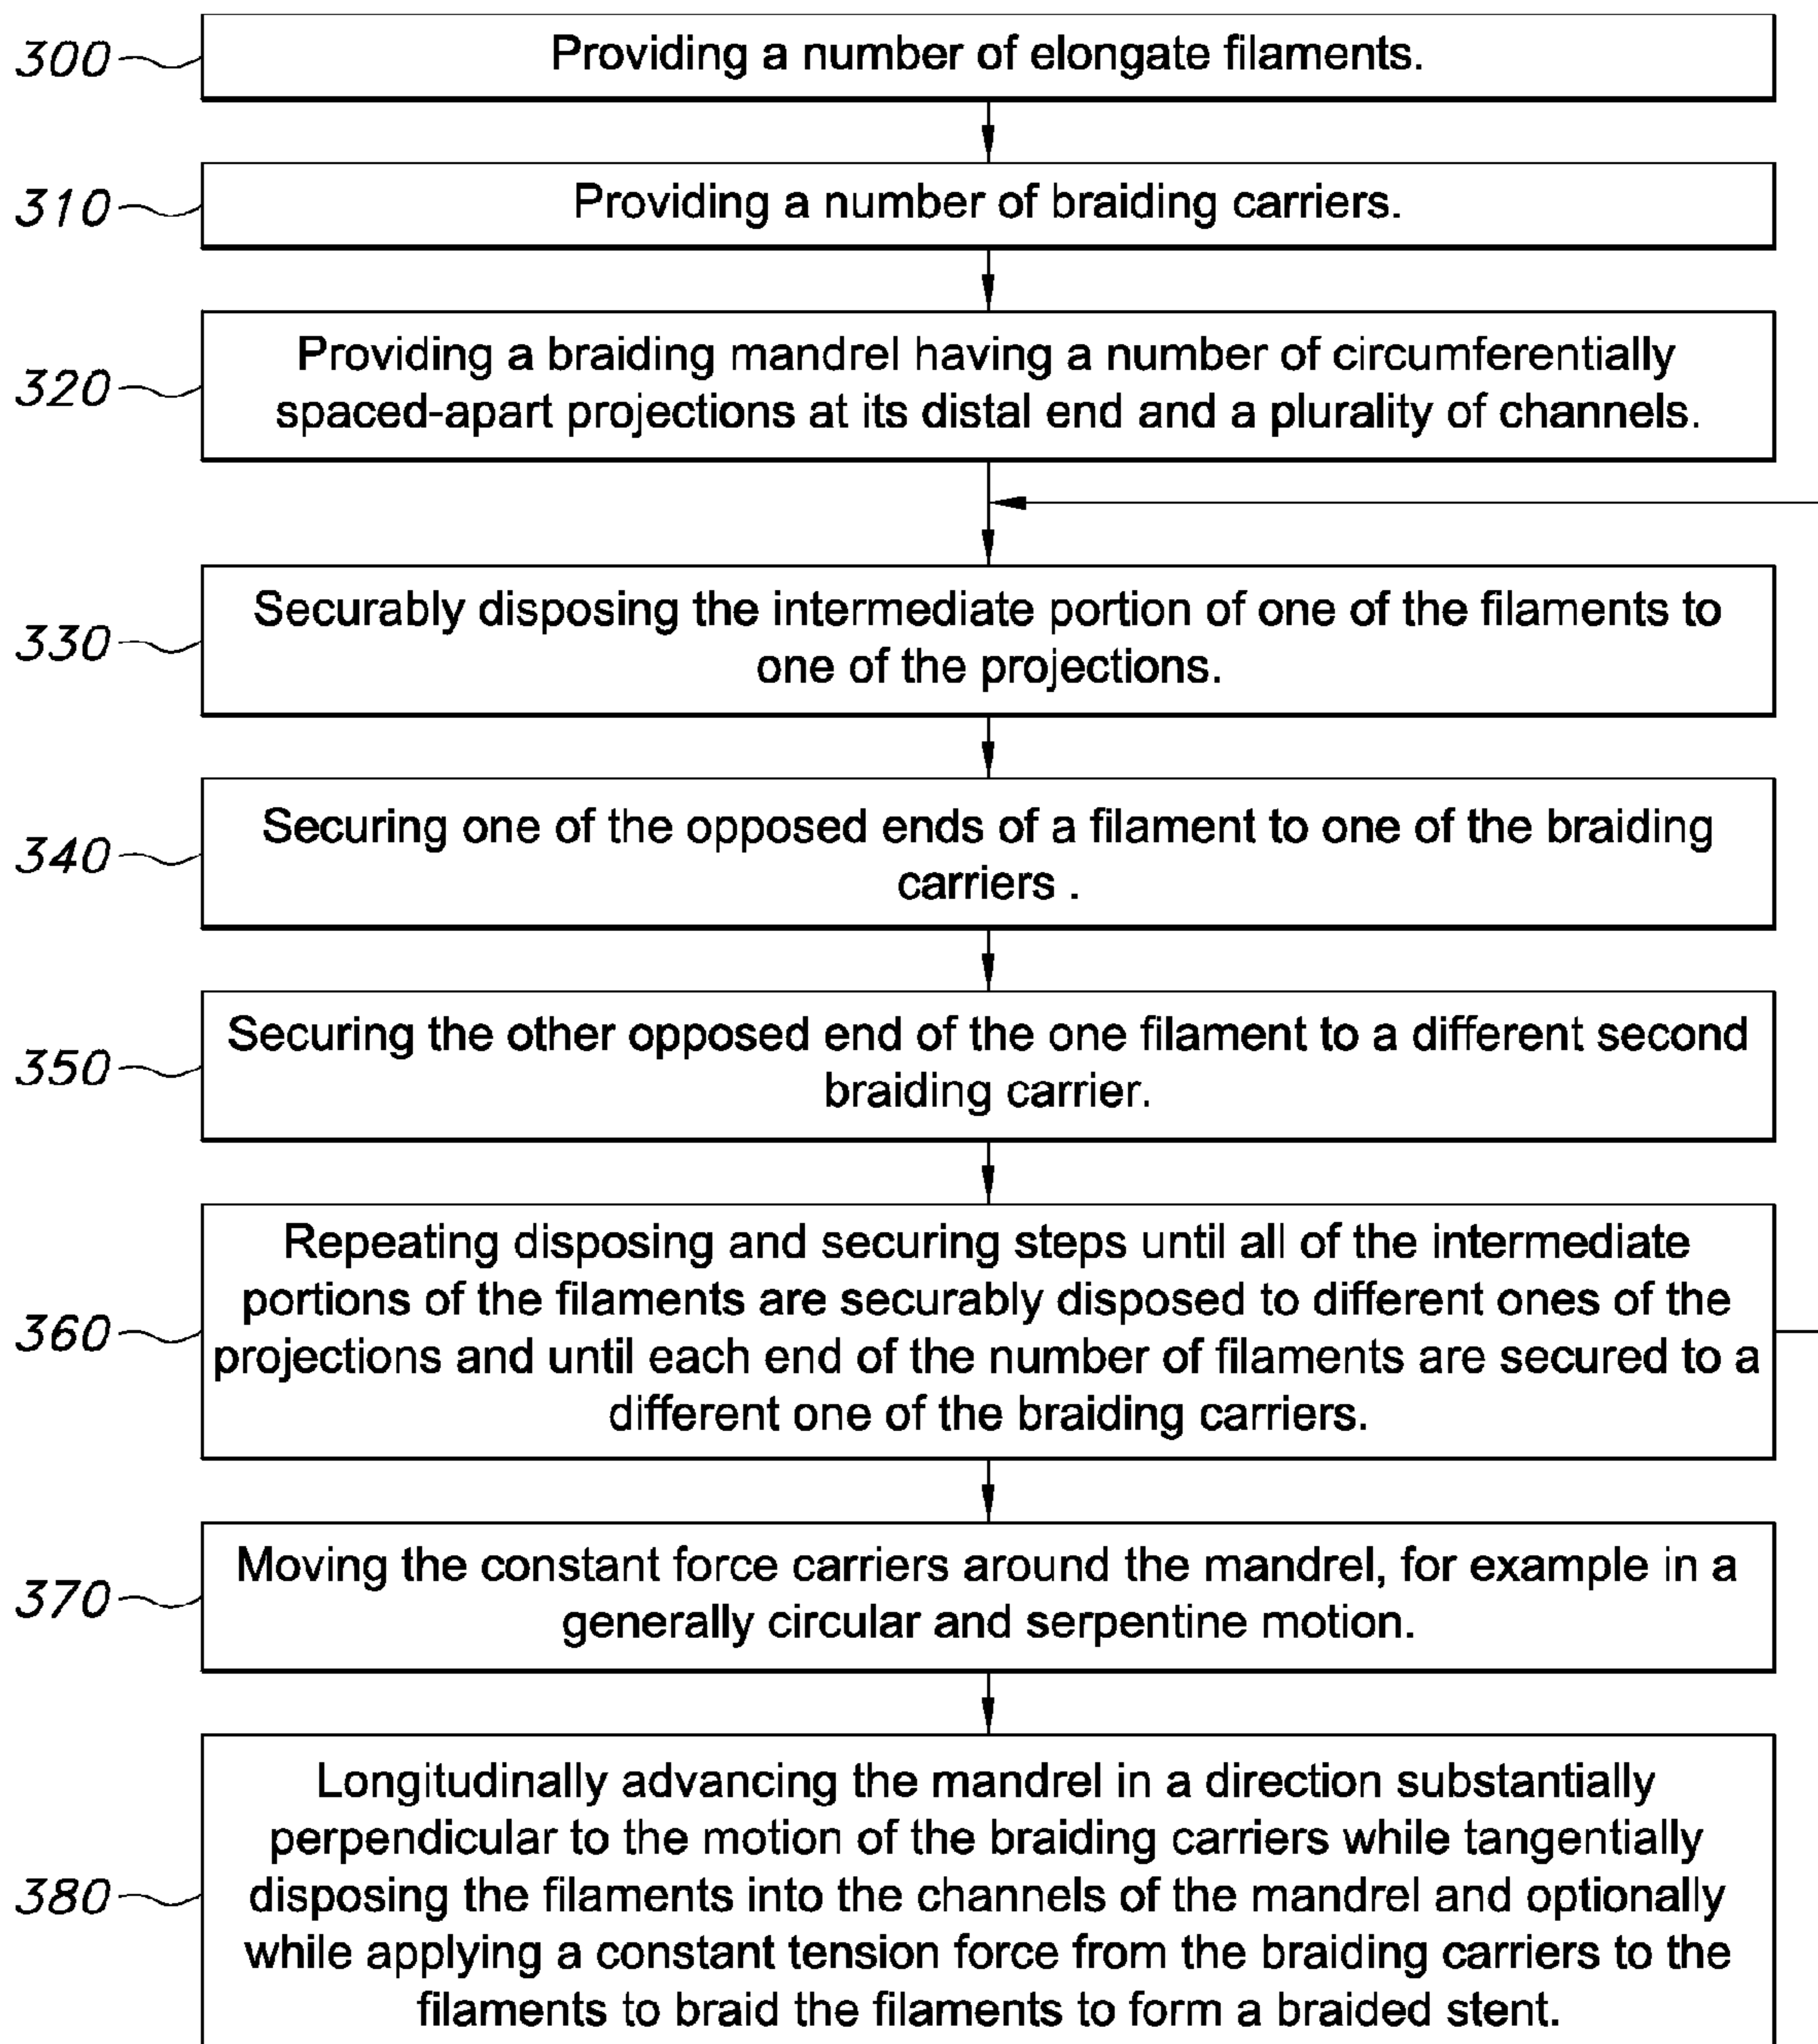 300
Providing a number of elongate filaments.
310
Providing a number of braiding carriers.
320
Providing a braiding mandrel having a number of circumferentially
spaced-apart projections at its distal end and a plurality of channels.
330
Securably disposing the intermediate portion of one of the filaments to
one of the projections.
340
Securing one of the opposed ends of a filament to one of the braiding
carriers .
350
Securing the other opposed end of the one filament to a different second
braiding carrier.
360
Repeating disposing and securing steps until all of the intermediate
portions of the filaments are securably disposed to different ones of the
projections and until each end of the number of filaments are secured to a
different one of the braiding carriers.
370
Moving the constant force carriers around the mandrel, for example in a
generally circular and serpentine motion.
380
Longitudinally advancing the mandrel in a direction substantially
perpendicular to the motion of the braiding carriers while tangentially
disposing the filaments into the channels of the mandrel and optionally
while applying a constant tension force from the braiding carriers to the
filaments to braid the filaments to form a braided stent.